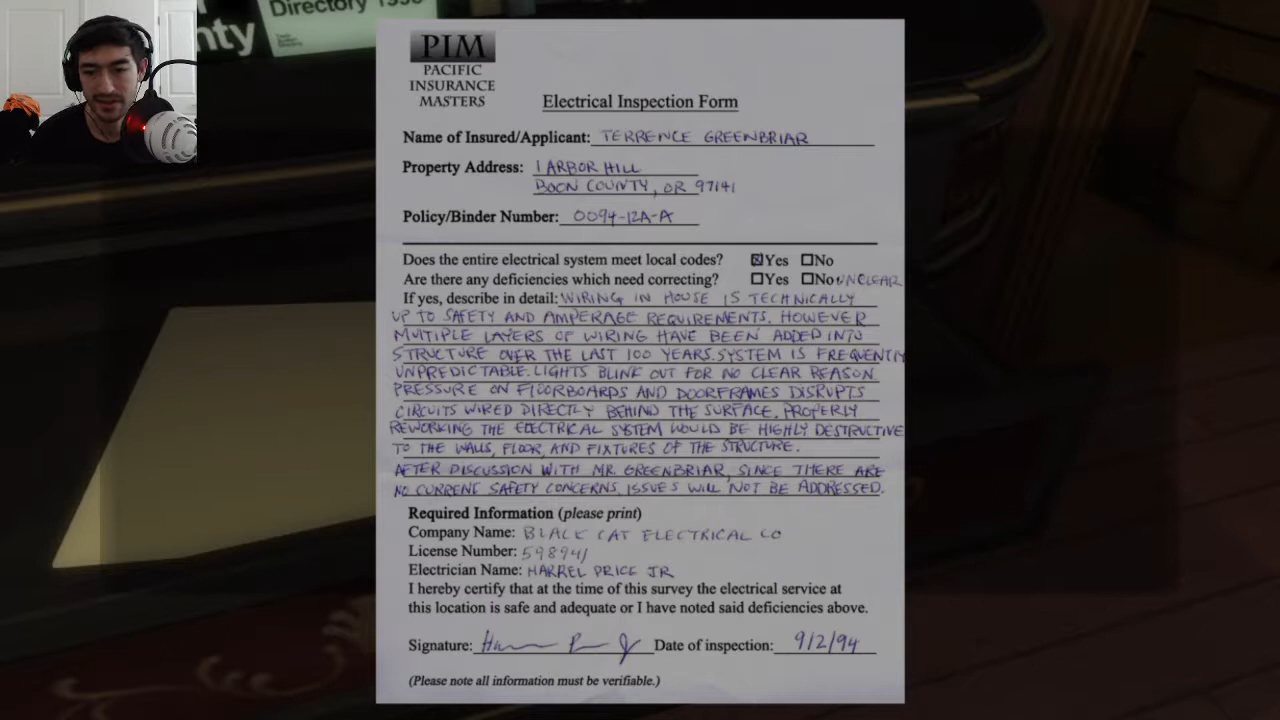 Directory 1998
nty
PIM
PACIFIC
INSURANCE
MASTERS
Electrical Inspection Form
Name of Insured/Applicant: TERRENCE GREENBRIAR
Property Address: 1 ARBOR HILL
BOON COUNTY, OR 97141
Policy/Binder Number: 0094-12A-A
Does the entire electrical system meet local codes? ☒Yes ☐No
Are there any deficiencies which need correcting? ☐Yes ☐No UNCLEAR
If yes, describe in detail: WIRING IN HOUSE IS TECHNICALLY
UP TO SAFETY AND AMPERAGE REQUIREMENTS. HOWEVER
MULTIPLE LAYERS OF WIRING HAVE BEEN ADDED INTO
STRUCTURE OVER THE LAST 100 YEARS. SYSTEM IS FREQUENTLY
UNPREDICTABLE. LIGHTS BLINK OUT FOR NO CLEAR REASON.
PRESSURE ON FLOORBOARDS AND DOORFRAMES DISRUPTS
CIRCUITS WIRED DIRECTLY BEHIND THE SURFACE. PROPERLY
REWORKING THE ELECTRICAL SYSTEM WOULD BE HIGHLY DESTRUCTIVE
TO THE WALLS, FLOOR, AND FIXTURES OF THE STRUCTURE.
AFTER DISCUSSION WITH MR. GREENBRIAR, SINCE THERE ARE
NO CURRENT SAFETY CONCERNS, ISSUES WILL NOT BE ADDRESSED.
Required Information (please print)
Company Name: BLACK CAT ELECTRICAL CO
License Number: 598941
Electrician Name: HARREL PRICE JR
I hereby certify that at the time of this survey the electrical service at
this location is safe and adequate or I have noted said deficiencies above.
Signature: Date of inspection: 9/2/94
(Please note all information must be verifiable.)